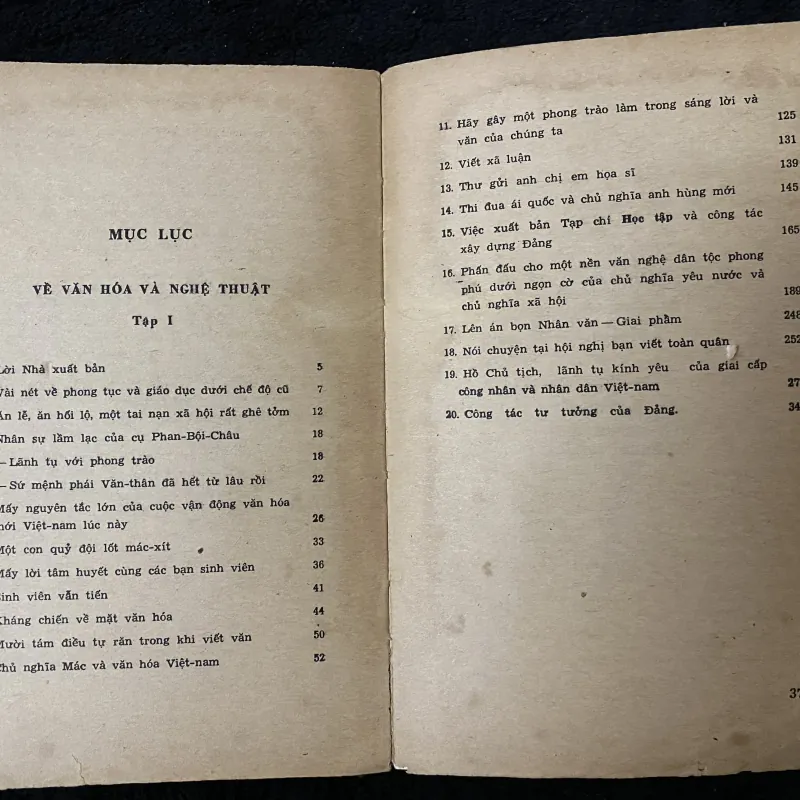 MỤC LỤC
VỀ VĂN HÓA VÀ NGHỆ THUẬT
Tập I
Lời Nhà xuất bản 5
Vài nét về phong tục và giáo dục dưới chế độ cũ 7
Ăn lễ, ăn hối lộ, một tai nạn xã hội rất ghê tởm 12
Nhân sự lầm lạc của cụ Phan-Bội-Châu 18
—Lãnh tụ với phong trào 18
—Sứ mệnh phái Văn-thân đã hết từ lâu rồi 22
Mấy nguyên tắc lớn của cuộc vận động văn hóa
mới Việt-nam lúc này 26
Một con quỷ đội lốt mác-xít 33
Mấy lời tâm huyết cùng các bạn sinh viên 36
Sinh viên vẫn tiến 41
Kháng chiến về mặt văn hóa 44
Mười tám điều tự răn trong khi viết văn 50
Chủ nghĩa Mác và văn hóa Việt-nam 52
11. Hãy gây một phong trào làm trong sáng lời và
văn của chúng ta 125
12. Viết xã luận 131
13. Thư gửi anh chị em họa sĩ 139
14. Thi đua ái quốc và chủ nghĩa anh hùng mới 145
15. Việc xuất bản Tạp chí Học tập và công tác
xây dựng Đảng 165
16. Phấn đấu cho một nền văn nghệ dân tộc phong
phú dưới ngọn cờ của chủ nghĩa yêu nước và
chủ nghĩa xã hội 189
17. Lên án bọn Nhân văn — Giai phẩm 248
18. Nói chuyện tại hội nghị bạn viết toàn quân 252
19. Hồ Chủ tịch, lãnh tụ kính yêu của giai cấp
công nhân và nhân dân Việt-nam 27
20. Công tác tư tưởng của Đảng. 34
37